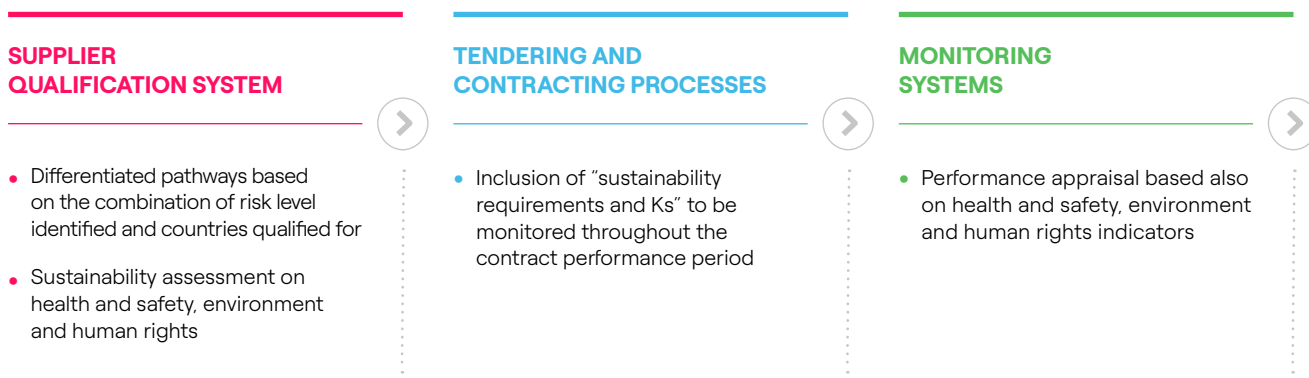 SUPPLIER
QUALIFICATION SYSTEM
• Differentiated pathways based
on the combination of risk level
identified and countries qualified for
• Sustainability assessment on
health and safety, environment
and human rights
TENDERING AND
CONTRACTING PROCESSES
• Inclusion of “sustainability
requirements and Ks” to be
monitored throughout the
contract performance period
MONITORING
SYSTEMS
• Performance appraisal based also
on health and safety, environment
and human rights indicators